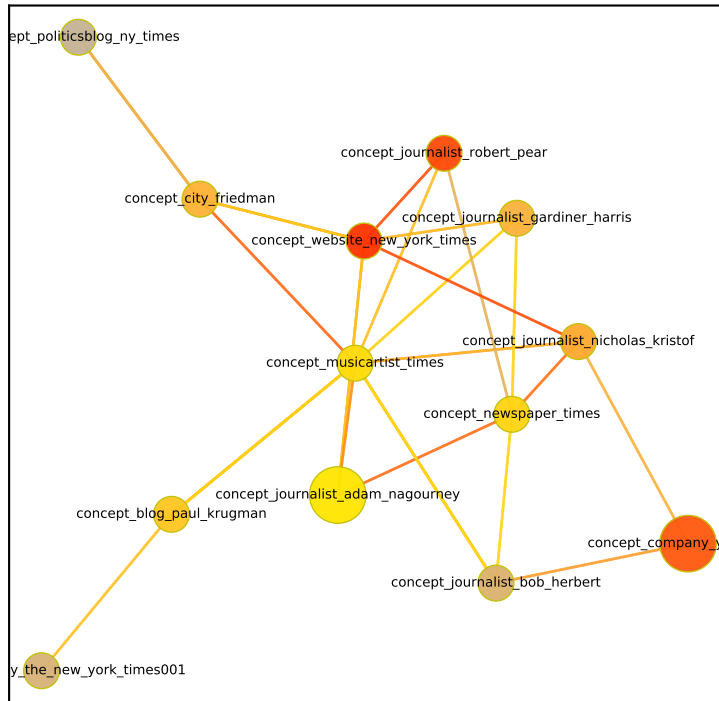 ept_politicsblog_ny_times
concept_journalist_robert_pear
concept_city_friedman
concept_journalist_gardiner_harris
concept_website_new_york_times
concept_journalist_nicholas_kristof
concept_musicartist_times
concept_newspaper_times
concept_journalist_adam_nagourney
concept_blog_paul_krugman
concept_company_y
concept_journalist_bob_herbert
y_the_new_york_times001